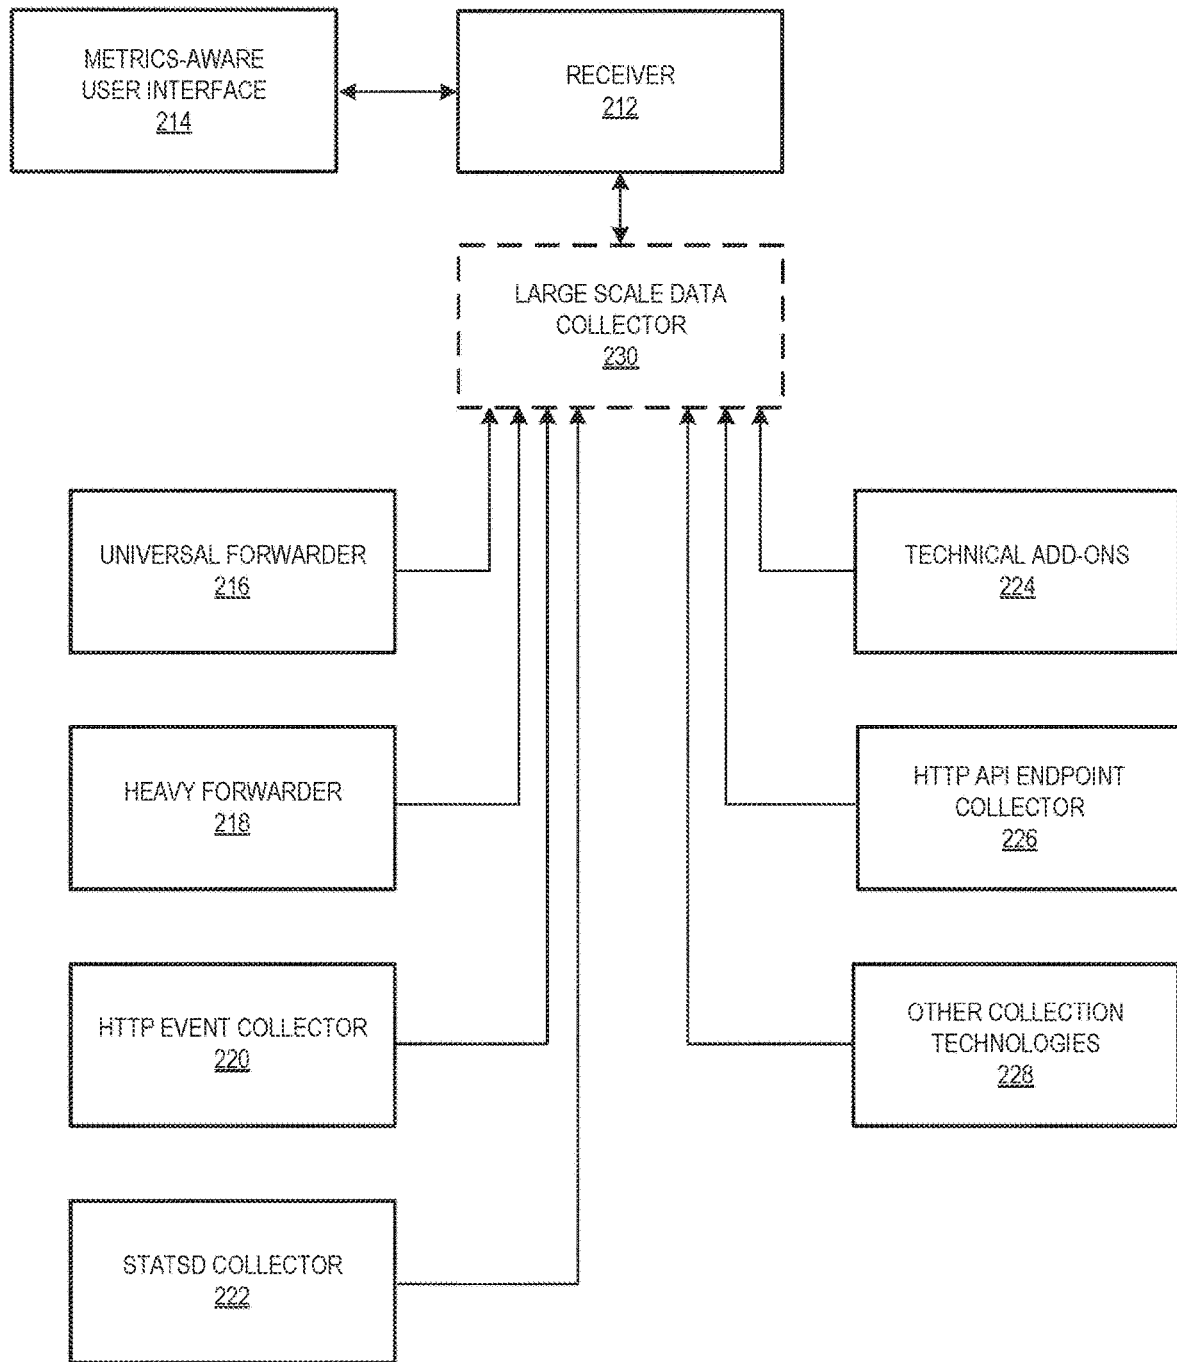 METRICS-AWARE
USER INTERFACE
214
RECEIVER
212
LARGE SCALE DATA
COLLECTOR
230
UNIVERSAL FORWARDER
216
TECHNICAL ADD-ONS
224
HEAVY FORWARDER
218
HTTP API ENDPOINT
COLLECTOR
226
HTTP EVENT COLLECTOR
220
OTHER COLLECTION
TECHNOLOGIES
228
STATSD COLLECTOR
222